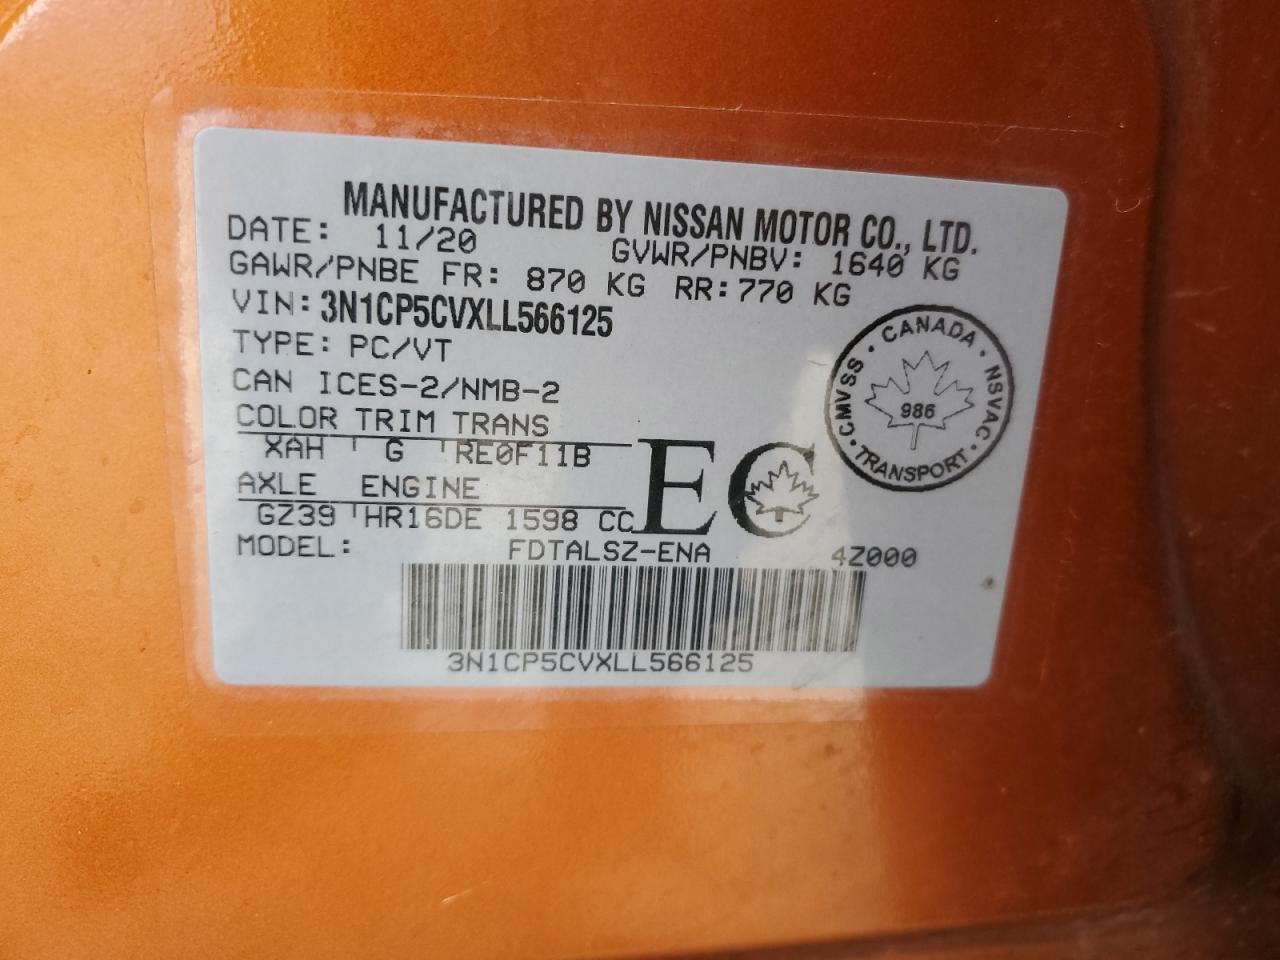 MANUFACTURED BY NISSAN MOTOR CO., LTD.
DATE: 11/20 GVWR/PNBV: 1640 KG
GAWR/PNBE FR: 870 KG RR: 770 KG
VIN: 3N1CP5CVXLL566125
TYPE: PC/VT
CAN ICES-2/NMB-2
COLOR TRIM TRANS
XAH ' G ' RE0F11B
AXLE ENGINE
GZ39 ' HR16DE 1598 CC
EC
MODEL: FDTALSZ-ENA 4Z000
3N1CP5CVXLL566125
CMVSS • CANADA • NSVAC • TRANSPORT •
986